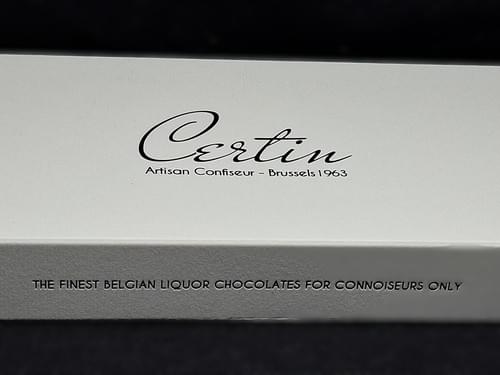 Certin
Artisan Confiseur - Brussels 1963
THE FINEST BELGIAN LIQUOR CHOCOLATES FOR CONNOISEURS ONLY